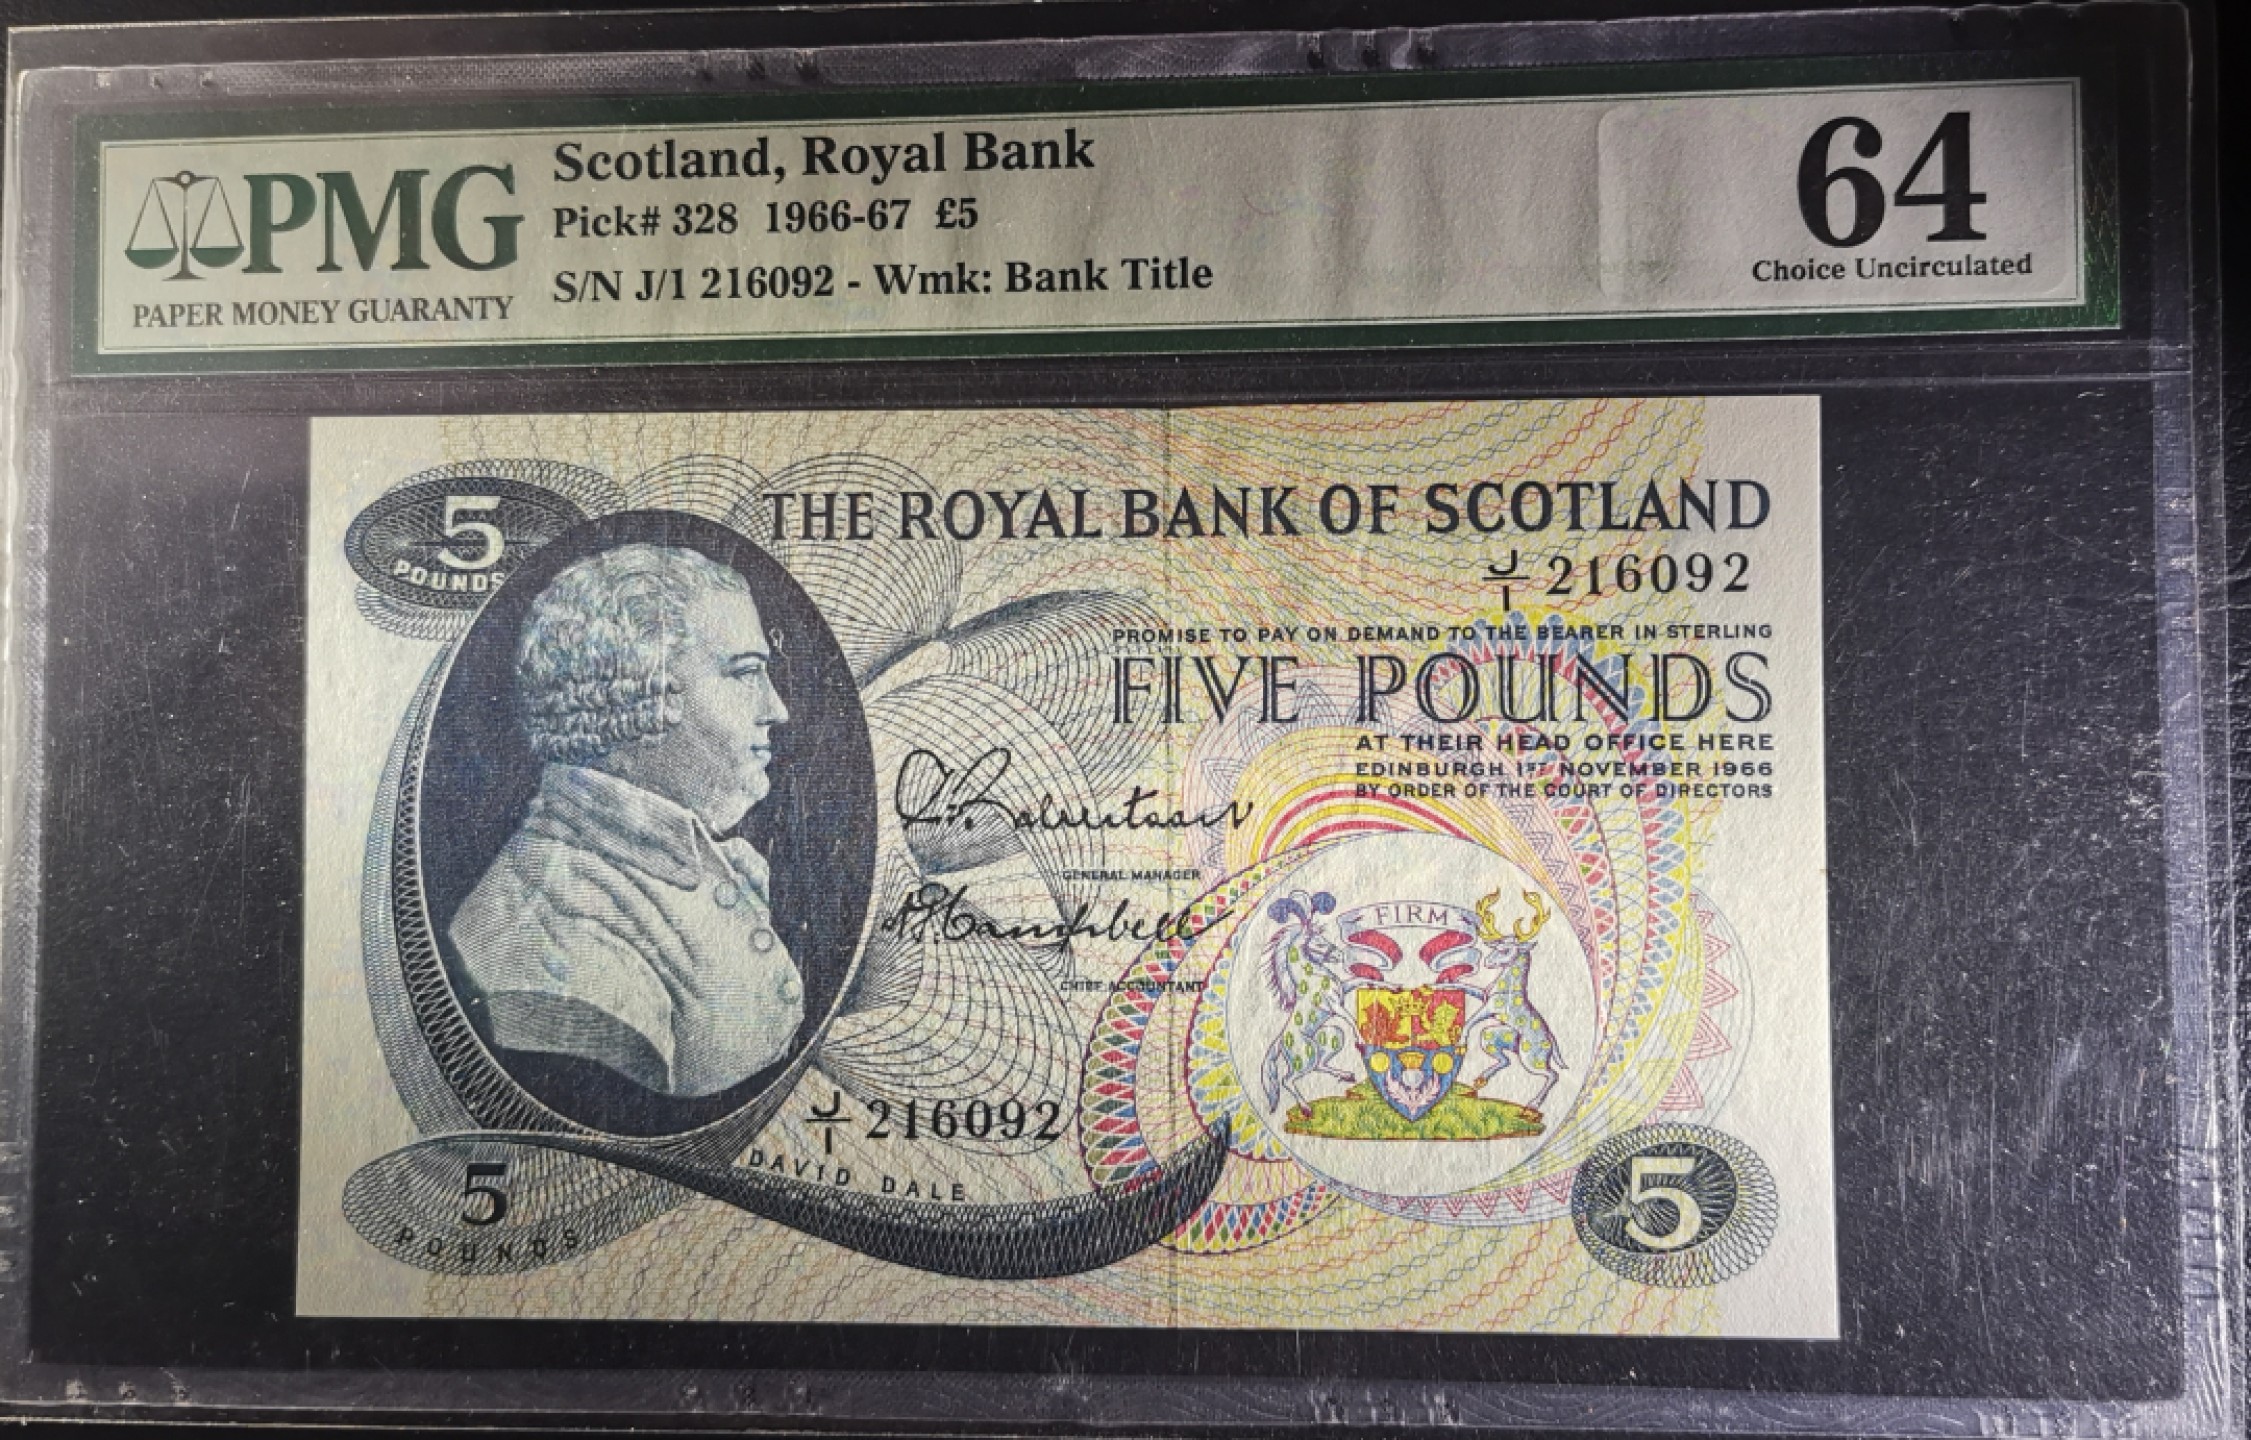 PMG
PAPER MONEY GUARANTY
Scotland, Royal Bank
Pick# 328 1966-67 £5
S/N J/1 216092 - Wmk: Bank Title
64
Choice Uncirculated
5
POUNDS
THE ROYAL BANK OF SCOTLAND
J/1 216092
PROMISE TO PAY ON DEMAND TO THE BEARER IN STERLING
FIVE POUNDS
AT THEIR HEAD OFFICE HERE
EDINBURGH 1ST NOVEMBER 1966
BY ORDER OF THE COURT OF DIRECTORS
G. P. Robertson
GENERAL MANAGER
A. G. Campbell
CHIEF ACCOUNTANT
FIRM
J/1 216092
DAVID DALE
5
POUNDS
5